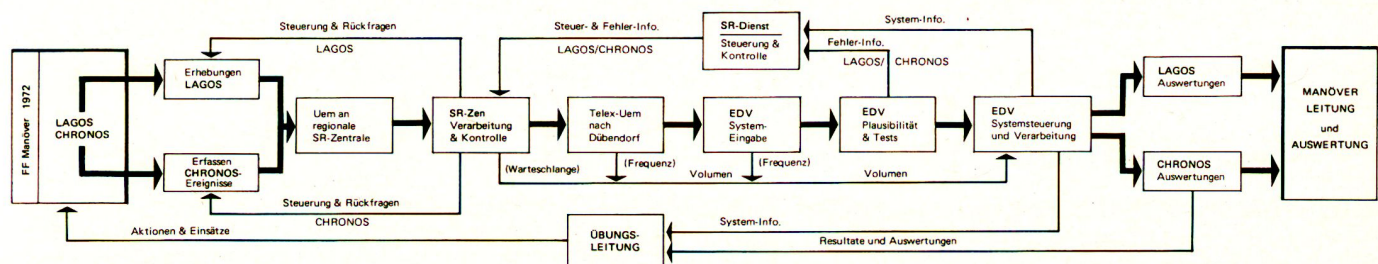 FF Manöver 1972
LAGOS
CHRONOS
Steuerung & Rückfragen
LAGOS
Erhebungen
LAGOS
Erfassen
CHRONOS-
Ereignisse
Uem an
regionale
SR-Zentrale
SR-Zen
Verarbeitung
& Kontrolle
Steuerung & Rückfragen
CHRONOS
Steuer- & Fehler-Info.
LAGOS/CHRONOS
SR-Dienst
Steuerung &
Kontrolle
System-Info.
Fehler-Info.
LAGOS/ CHRONOS
Telex-Uem
nach
Dübendorf
EDV
System-
Eingabe
EDV
Plausibilität
& Tests
EDV
Systemsteuerung
und Verarbeitung
(Warteschlange)
(Frequenz)
Volumen
(Frequenz)
Volumen
LAGOS
Auswertungen
CHRONOS
Auswertungen
MANÖVER
LEITUNG
und
AUSWERTUNG
Aktionen & Einsätze
ÜBUNGS-
LEITUNG
System-Info.
Resultate und Auswertungen